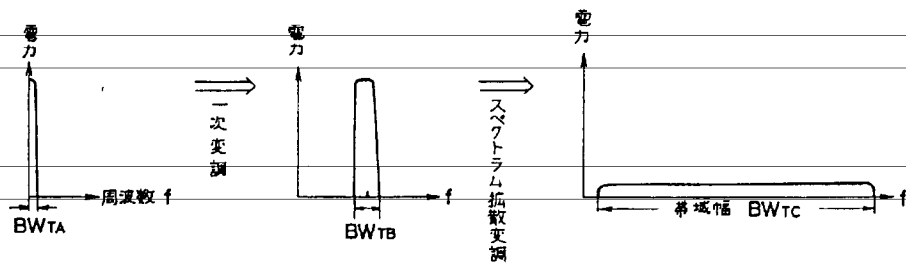 電力
周波数 f
BWTA
一次変調
電力
f
BWTB
スペクトラム拡散変調
電力
f
帯域幅 BWTC